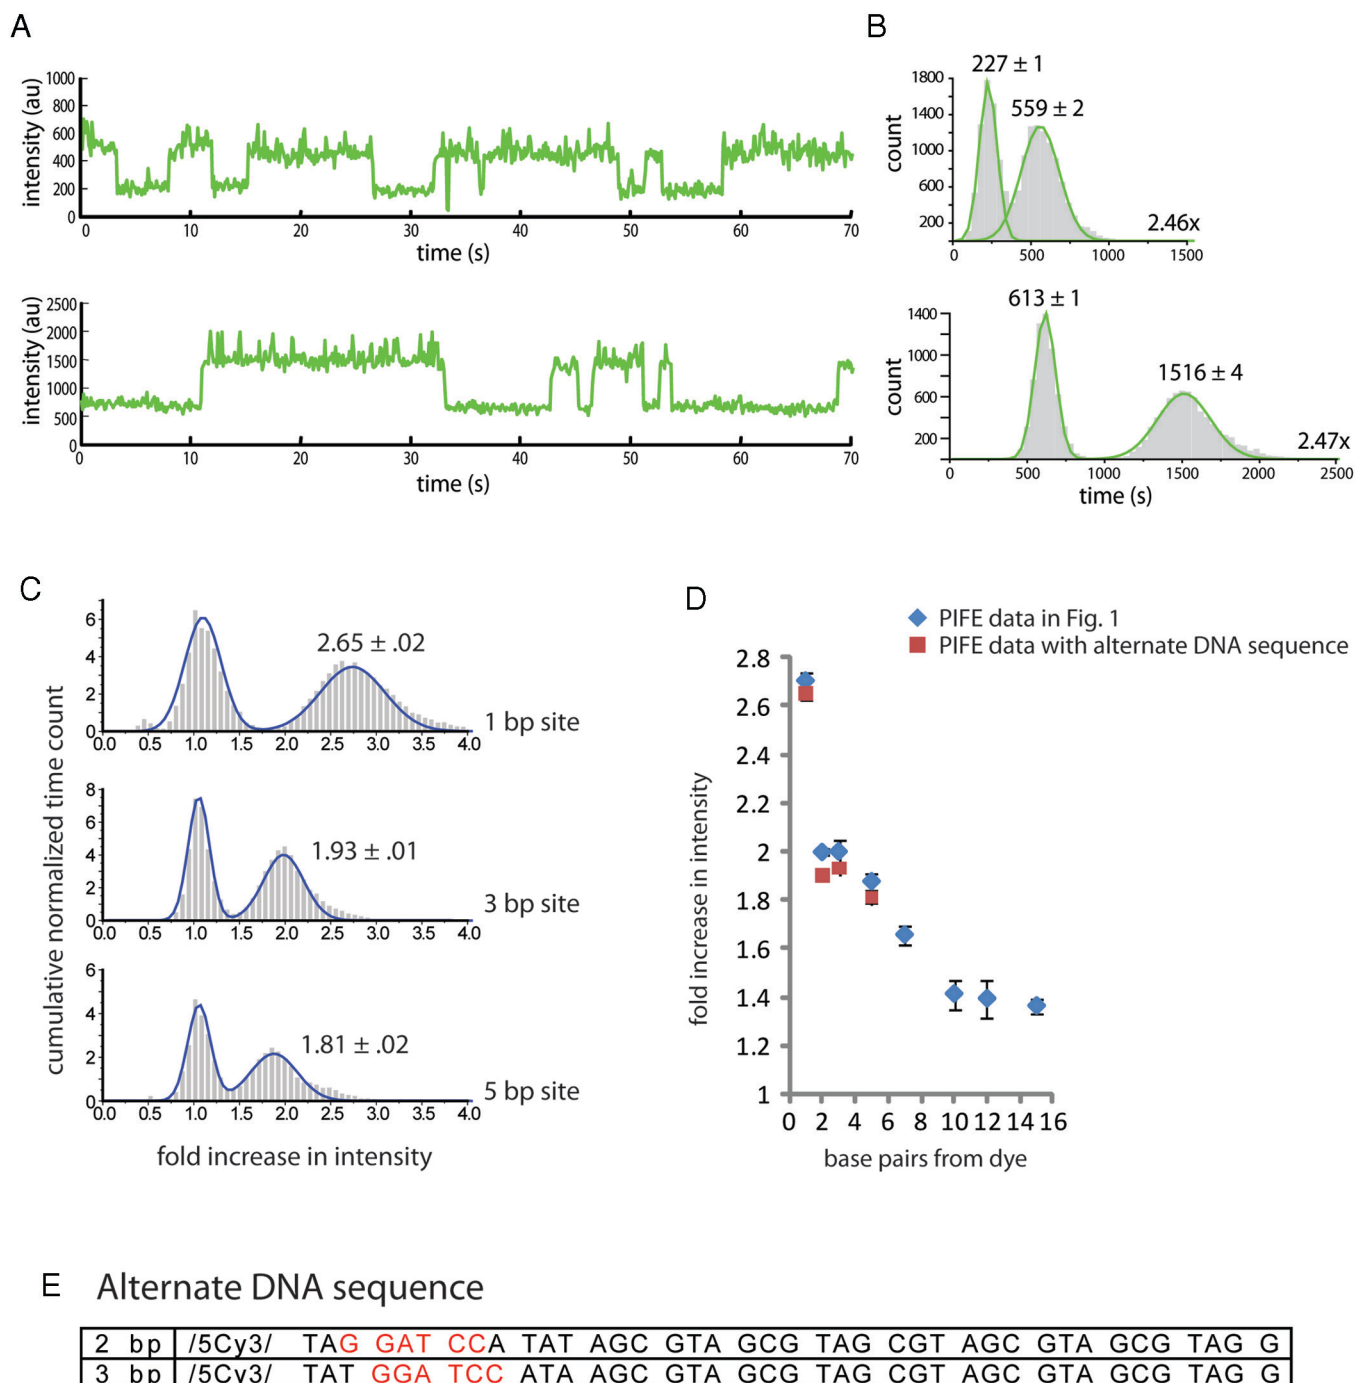 A
intensity (au)
1000
800
600
400
200
0
0 10 20 30 40 50 60 70
time (s)
intensity (au)
2500
2000
1500
1000
500
0
0 10 20 30 40 50 60 70
time (s)
B
227 ± 1
559 ± 2
count
1800
1400
1000
600
200
2.46x
0 500 1000 1500
613 ± 1
1516 ± 4
count
1400
1000
600
200
2.47x
0 500 1000 1500 2000 2500
time (s)
C
cumulative normalized time count
6
4
2
0
2.65 ± .02
1 bp site
0.0 0.5 1.0 1.5 2.0 2.5 3.0 3.5 4.0
8
6
4
2
0
1.93 ± .01
3 bp site
0.0 0.5 1.0 1.5 2.0 2.5 3.0 3.5 4.0
6
4
2
0
1.81 ± .02
5 bp site
0.0 0.5 1.0 1.5 2.0 2.5 3.0 3.5 4.0
fold increase in intensity
D
PIFE data in Fig. 1
PIFE data with alternate DNA sequence
fold increase in intensity
2.8
2.6
2.4
2.2
2
1.8
1.6
1.4
1.2
1
0 2 4 6 8 10 12 14 16
base pairs from dye
E Alternate DNA sequence
2 bp /5Cy3/ TAG GAT CCA TAT AGC GTA GCG TAG CGT AGC GTA GCG TAG G
3 bp /5Cy3/ TAT GGA TCC ATA AGC GTA GCG TAG CGT AGC GTA GCG TAG G